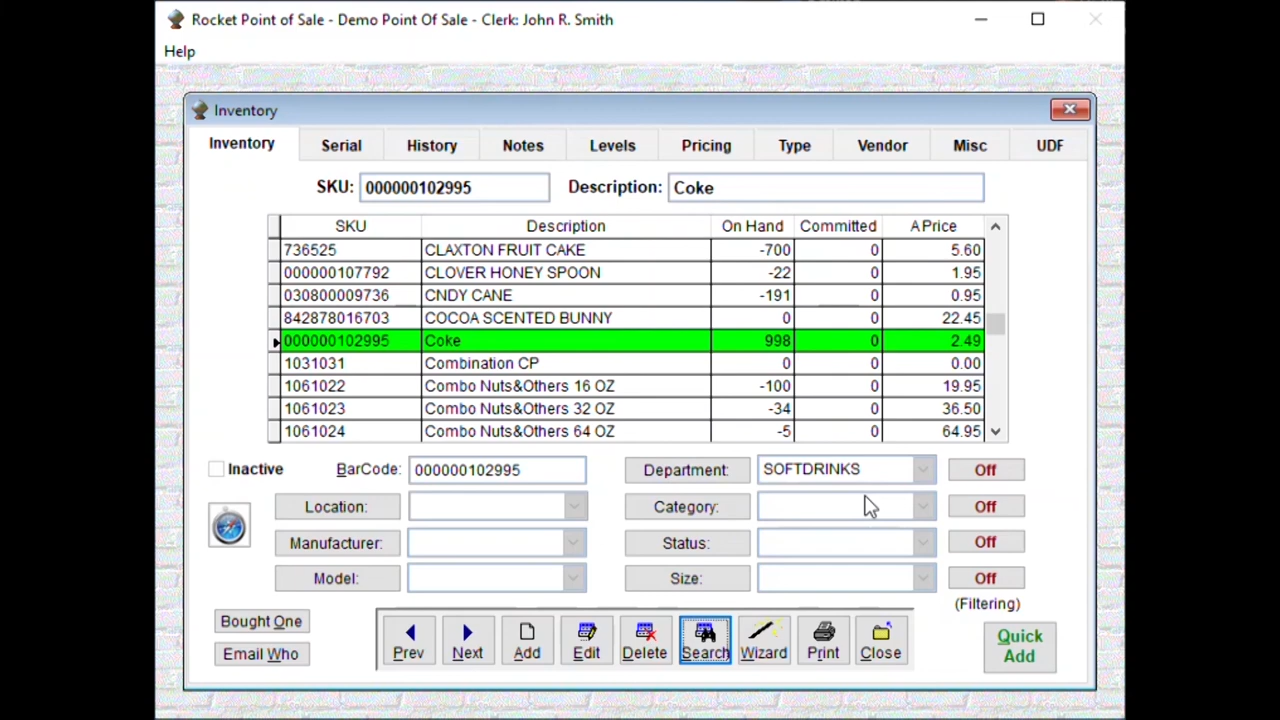 Rocket Point of Sale - Demo Point Of Sale - Clerk: John R. Smith
Help
Inventory
Inventory Serial History Notes Levels Pricing Type Vendor Misc UDF
SKU: 000000102995 Description: Coke
SKU Description On Hand Committed A Price
736525 CLAXTON FRUIT CAKE -700 0 5.60
000000107792 CLOVER HONEY SPOON -22 0 1.95
030800009736 CNDY CANE -191 0 0.95
842878016703 COCOA SCENTED BUNNY 0 0 22.45
000000102995 Coke 998 0 2.49
1031031 Combination CP 0 0 0.00
1061022 Combo Nuts&Others 16 OZ -100 0 19.95
1061023 Combo Nuts&Others 32 OZ -34 0 36.50
1061024 Combo Nuts&Others 64 OZ -5 0 64.95
Inactive BarCode: 000000102995 Department: SOFTDRINKS Off
Location: Category: Off
Manufacturer: Status: Off
Model: Size: Off
(Filtering)
Bought One
Email Who
Prev Next Add Edit Delete Search Wizard Print Close
Quick
Add